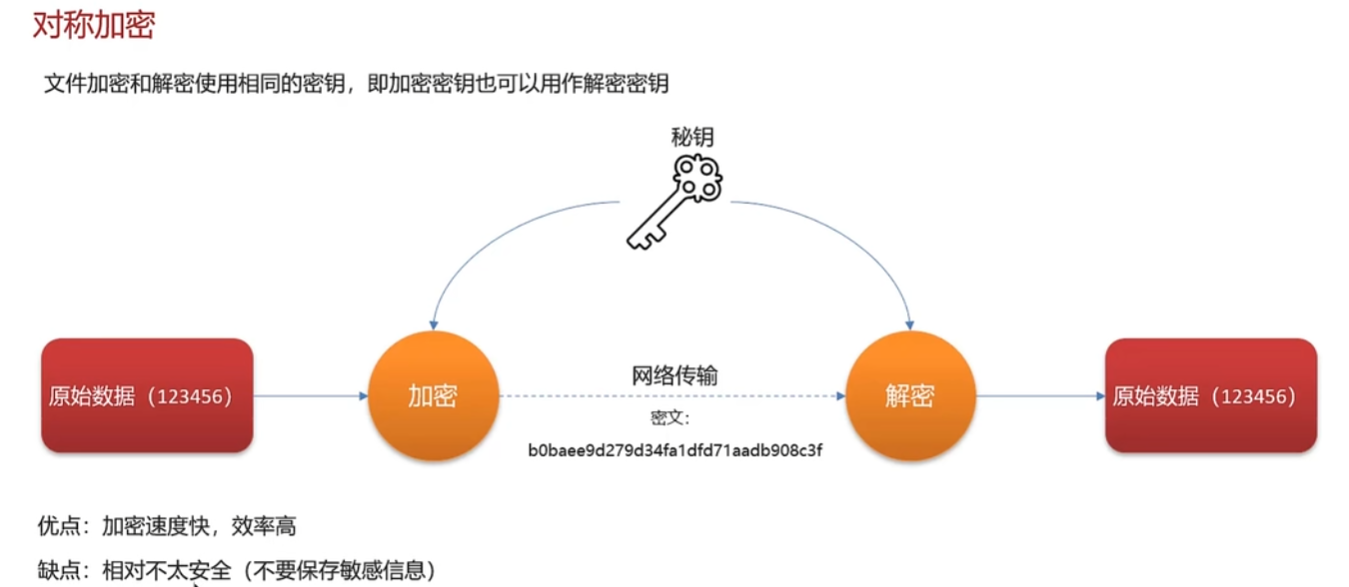 对称加密
文件加密和解密使用相同的密钥，即加密密钥也可以用作解密密钥
秘钥
原始数据（123456）
加密
网络传输
密文：
b0baee9d279d34fa1dfd71aadb908c3f
解密
原始数据（123456）
优点：加密速度快，效率高
缺点：相对不太安全（不要保存敏感信息）